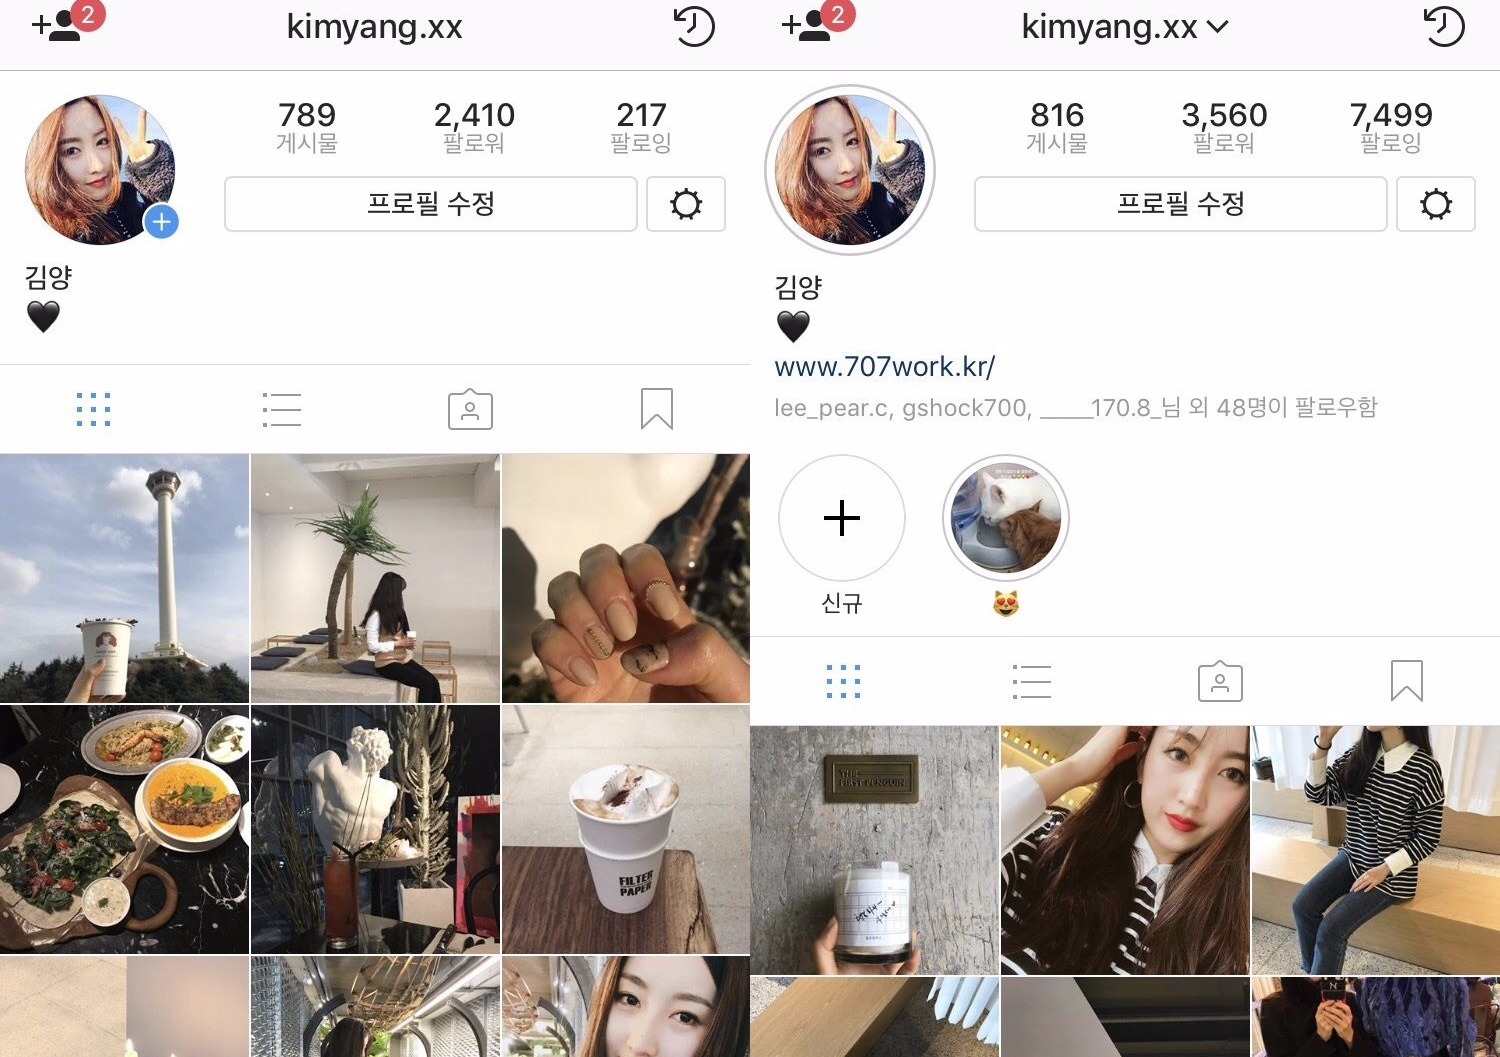 2
kimyang.xx
789
2,410
217
게시물
팔로워
팔로잉
프로필 수정
김양
FILTER
PAPER
2
kimyang.xx
816
3,560
7,499
게시물
팔로워
팔로잉
프로필 수정
김양
www.707work.kr/
lee_pear.c, gshock700, _____170.8_님 외 48명이 팔로우함
신규
THE
FIRST PENGUIN
N